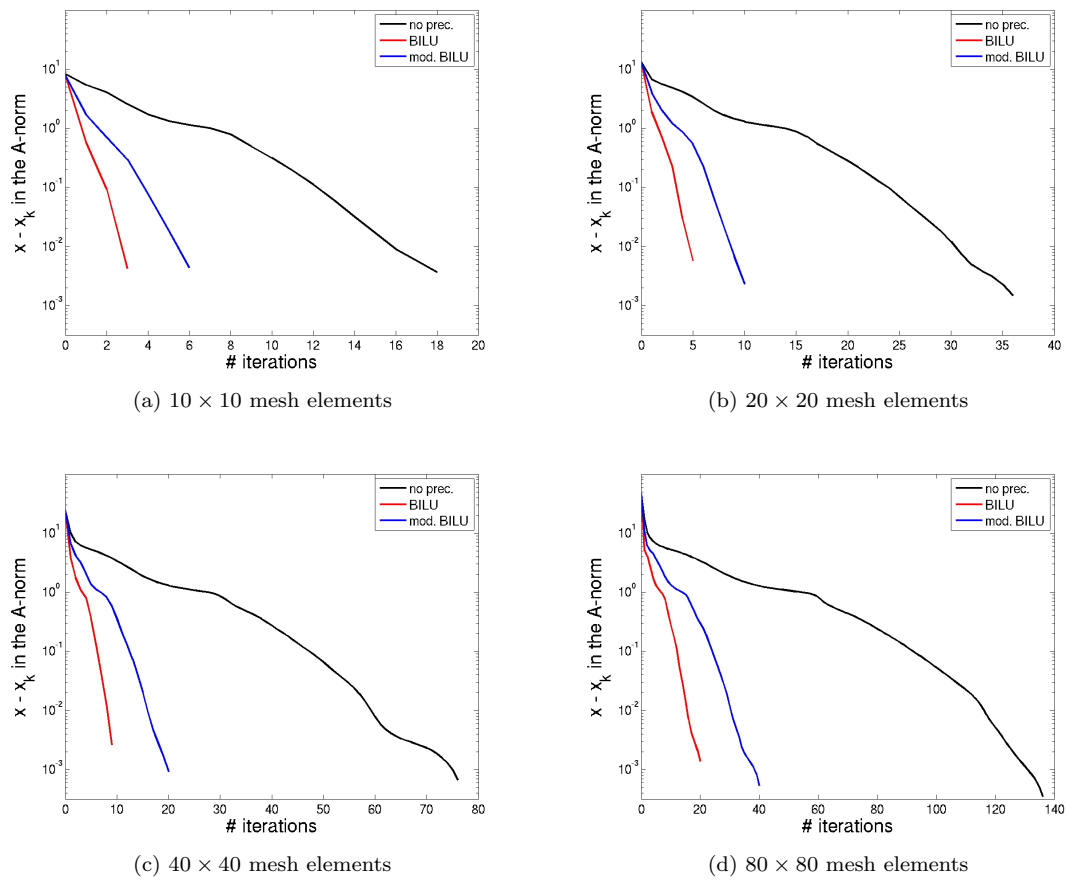 no prec.
BILU
mod. BILU
10^1
10^0
10^-1
10^-2
10^-3
x - x_k in the A-norm
0 2 4 6 8 10 12 14 16 18 20
# iterations
(a) 10 × 10 mesh elements
no prec.
BILU
mod. BILU
10^1
10^0
10^-1
10^-2
10^-3
x - x_k in the A-norm
0 5 10 15 20 25 30 35 40
# iterations
(b) 20 × 20 mesh elements
no prec.
BILU
mod. BILU
10^1
10^0
10^-1
10^-2
10^-3
x - x_k in the A-norm
0 10 20 30 40 50 60 70 80
# iterations
(c) 40 × 40 mesh elements
no prec.
BILU
mod. BILU
10^1
10^0
10^-1
10^-2
10^-3
x - x_k in the A-norm
0 20 40 60 80 100 120 140
# iterations
(d) 80 × 80 mesh elements